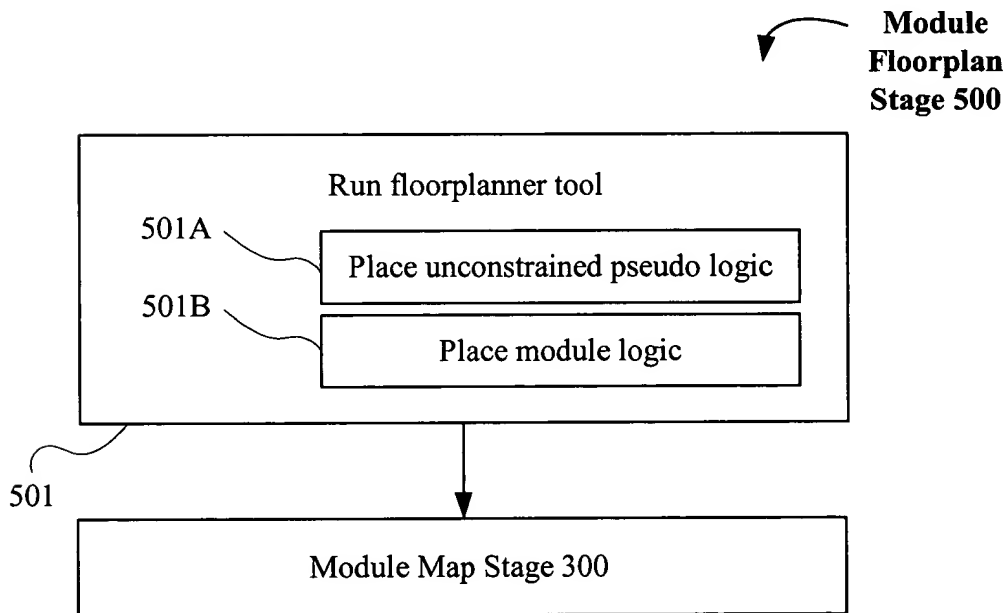 Module
Floorplan
Stage 500
Run floorplanner tool
501A
Place unconstrained pseudo logic
501B
Place module logic
501
Module Map Stage 300